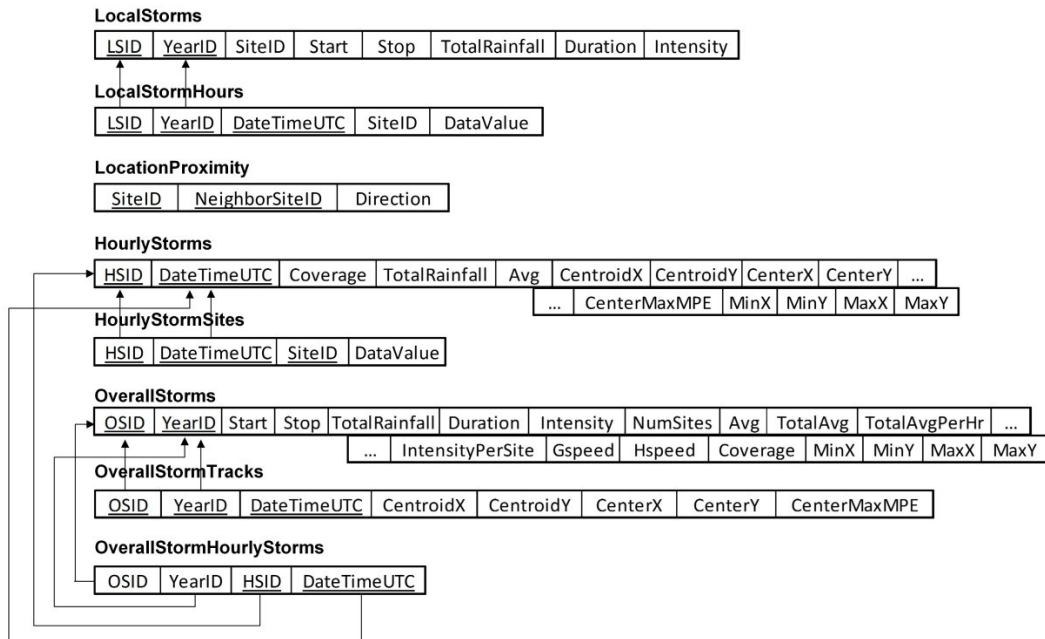 LocalStorms
LSID YearID SiteID Start Stop TotalRainfall Duration Intensity
LocalStormHours
LSID YearID DateTimeUTC SiteID DataValue
LocationProximity
SiteID NeighborSiteID Direction
HourlyStorms
HSID DateTimeUTC Coverage TotalRainfall Avg CentroidX CentroidY CenterX CenterY ...
... CenterMaxMPE MinX MinY MaxX MaxY
HourlyStormSites
HSID DateTimeUTC SiteID DataValue
OverallStorms
OSID YearID Start Stop TotalRainfall Duration Intensity NumSites Avg TotalAvg TotalAvgPerHr ...
... IntensityPerSite Gspeed Hspeed Coverage MinX MinY MaxX MaxY
OverallStormTracks
OSID YearID DateTimeUTC CentroidX CentroidY CenterX CenterY CenterMaxMPE
OverallStormHourlyStorms
OSID YearID HSID DateTimeUTC